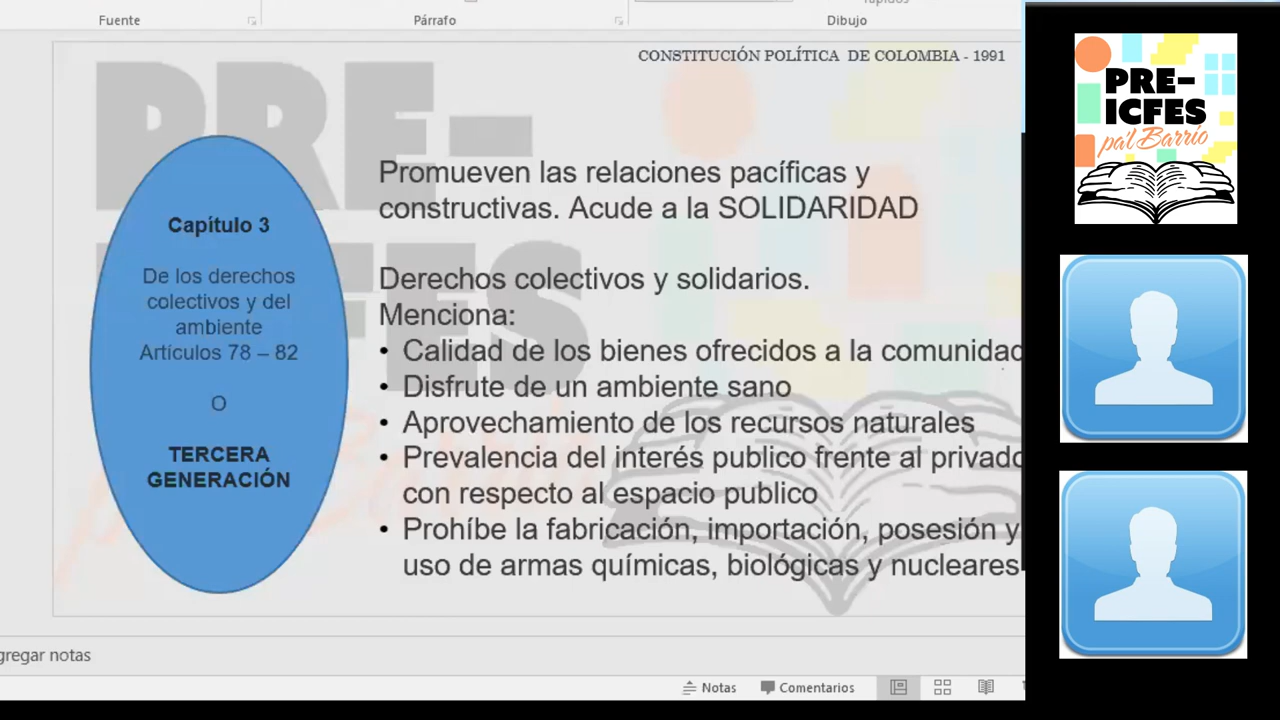 Fuente
Párrafo
Dibujo
CONSTITUCIÓN POLÍTICA DE COLOMBIA - 1991
PRE-
ICFES
Capítulo 3
De los derechos
colectivos y del
ambiente
Artículos 78 – 82
O
TERCERA
GENERACIÓN
Promueven las relaciones pacíficas y
constructivas. Acude a la SOLIDARIDAD
Derechos colectivos y solidarios.
Menciona:
• Calidad de los bienes ofrecidos a la comunidad
• Disfrute de un ambiente sano
• Aprovechamiento de los recursos naturales
• Prevalencia del interés publico frente al privado
con respecto al espacio publico
• Prohíbe la fabricación, importación, posesión y
uso de armas químicas, biológicas y nucleares
gregar notas
Notas
Comentarios
PRE-
ICFES
pa'l Barrio